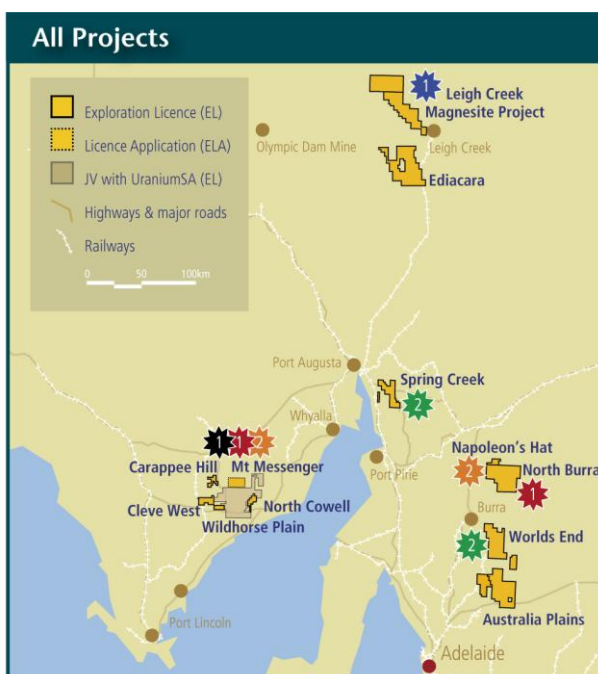 All Projects
Exploration Licence (EL)
Licence Application (ELA)
JV with UraniumSA (EL)
Highways & major roads
Railways
0 50 100km
1
Leigh Creek
Magnesite Project
Olympic Dam Mine
Leigh Creek
Ediacara
Port Augusta
Spring Creek
2
Whyalla
1 1 2
Carappee Hill Mt Messenger
Port Pirie
Napoleon's Hat
2 North Burra
1
Cleve West
North Cowell
Wildhorse Plain
Burra
2 Worlds End
Port Lincoln
Australia Plains
Adelaide